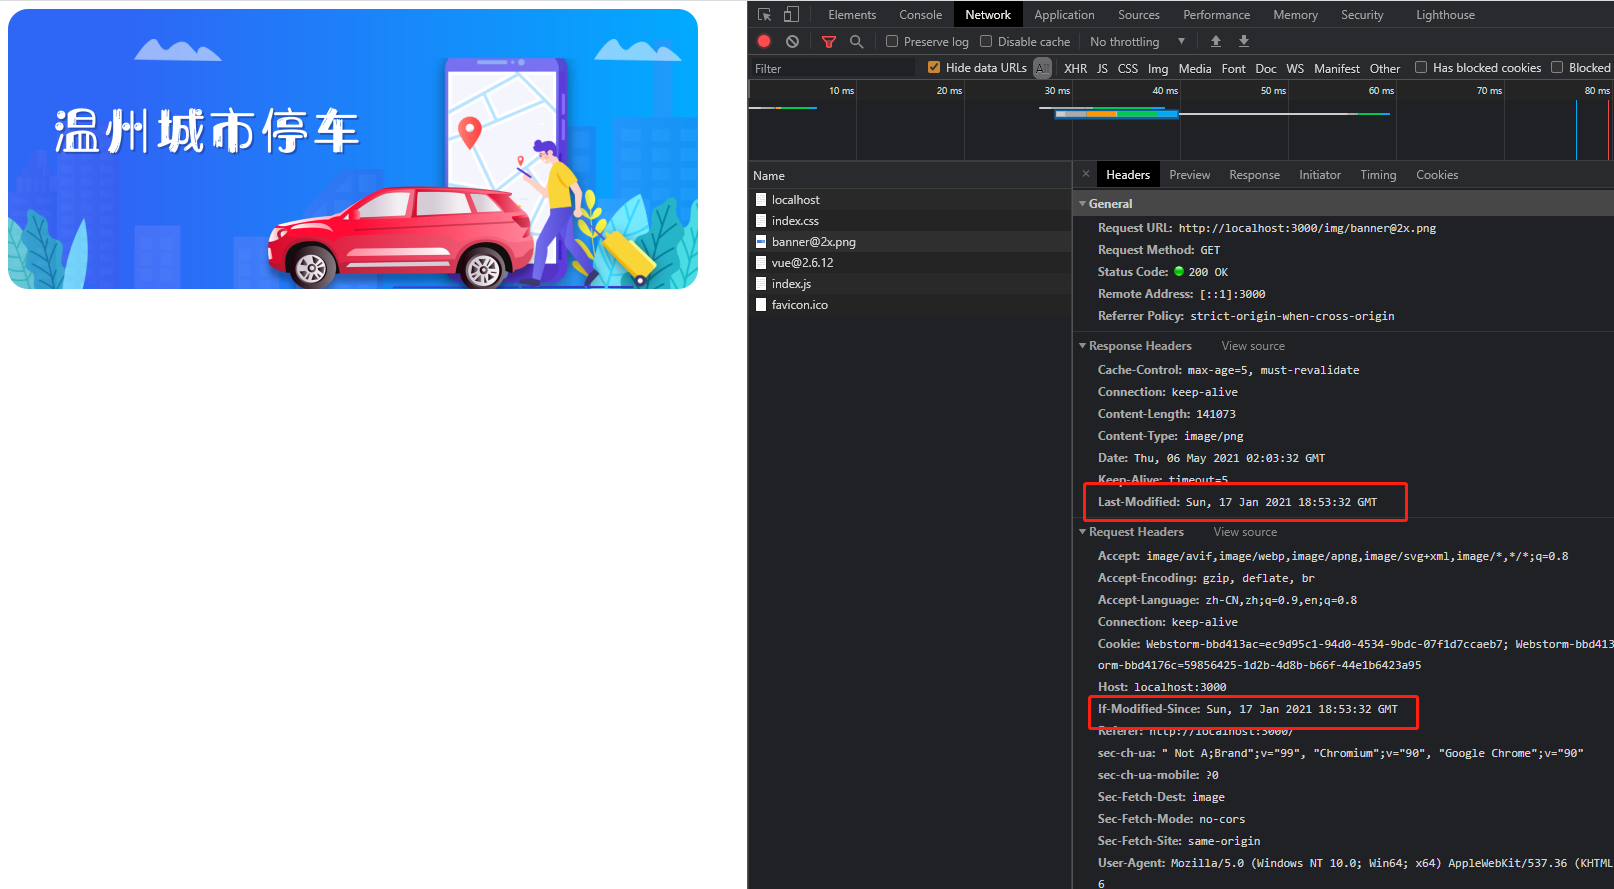 温州城市停车
Elements Console Network Application Sources Performance Memory Security Lighthouse
Preserve log Disable cache No throttling
Filter Hide data URLs All XHR JS CSS Img Media Font Doc WS Manifest Other Has blocked cookies Blocked
10 ms 20 ms 30 ms 40 ms 50 ms 60 ms 70 ms 80 ms
Name
localhost
index.css
banner@2x.png
vue@2.6.12
index.js
favicon.ico
× Headers Preview Response Initiator Timing Cookies
General
Request URL: http://localhost:3000/img/banner@2x.png
Request Method: GET
Status Code: 200 OK
Remote Address: [::1]:3000
Referrer Policy: strict-origin-when-cross-origin
Response Headers View source
Cache-Control: max-age=5, must-revalidate
Connection: keep-alive
Content-Length: 141073
Content-Type: image/png
Date: Thu, 06 May 2021 02:03:32 GMT
Keep-Alive: timeout=5
Last-Modified: Sun, 17 Jan 2021 18:53:32 GMT
Request Headers View source
Accept: image/avif,image/webp,image/apng,image/svg+xml,image/*,*/*;q=0.8
Accept-Encoding: gzip, deflate, br
Accept-Language: zh-CN,zh;q=0.9,en;q=0.8
Connection: keep-alive
Cookie: Webstorm-bbd413ac=ec9d95c1-94d0-4534-9bdc-07f1d7ccaeb7; Webstorm-bbd413
orm-bbd4176c=59856425-1d2b-4d8b-b66f-44e1b6423a95
Host: localhost:3000
If-Modified-Since: Sun, 17 Jan 2021 18:53:32 GMT
Referer: http://localhost:3000/
sec-ch-ua: " Not A;Brand";v="99", "Chromium";v="90", "Google Chrome";v="90"
sec-ch-ua-mobile: ?0
Sec-Fetch-Dest: image
Sec-Fetch-Mode: no-cors
Sec-Fetch-Site: same-origin
User-Agent: Mozilla/5.0 (Windows NT 10.0; Win64; x64) AppleWebKit/537.36 (KHTML
6